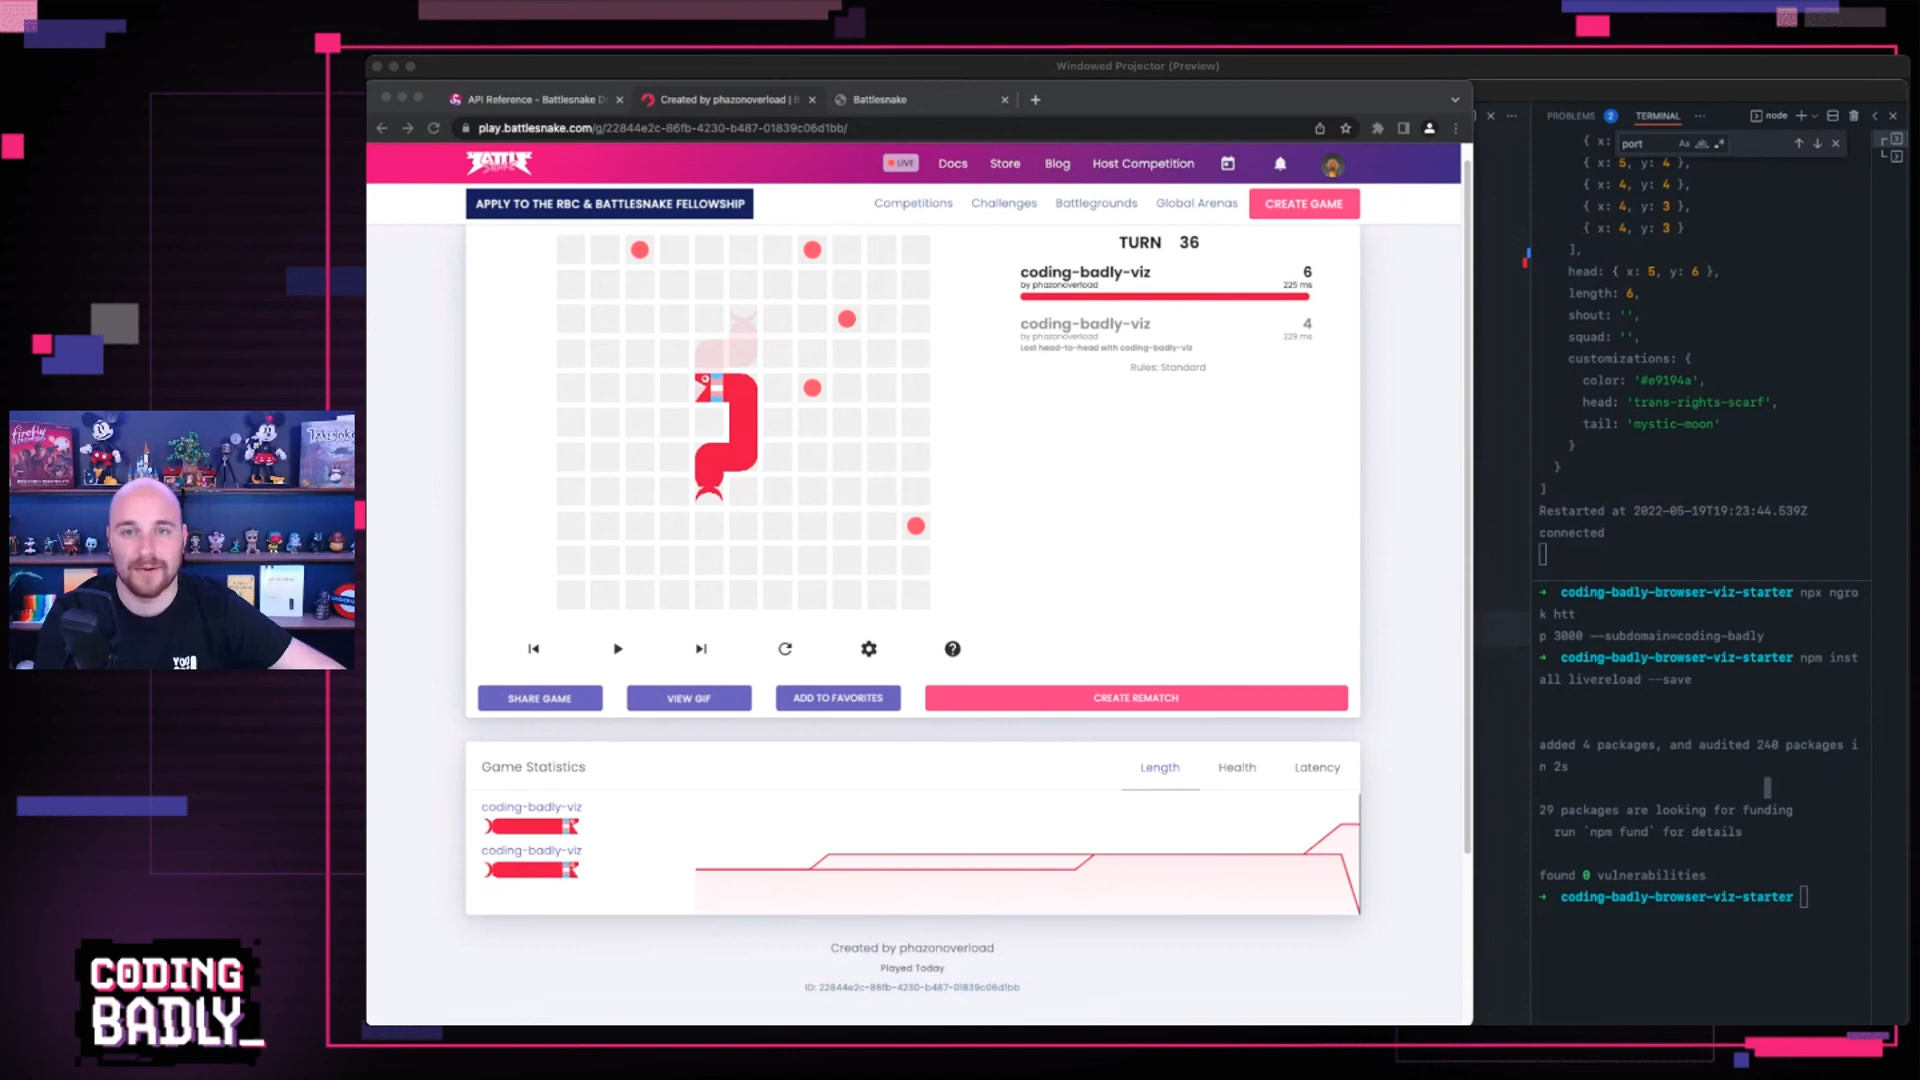 Windowed Projector (Preview)
API Reference - Battlesnake D
Created by phazonoverload | B
Battlesnake
play.battlesnake.com/g/22844e2c-86fb-4230-b487-01839c06d1bb/
BATTLE
SNAKE
LIVE
Docs
Store
Blog
Host Competition
APPLY TO THE RBC & BATTLESNAKE FELLOWSHIP
Competitions
Challenges
Battlegrounds
Global Arenas
CREATE GAME
TURN 36
coding-badly-viz 6
by phazonoverload 225 ms
coding-badly-viz 4
by phazonoverload 229 ms
Lost head-to-head with coding-badly-viz
Rules: Standard
SHARE GAME
VIEW GIF
ADD TO FAVORITES
CREATE REMATCH
Game Statistics
Length
Health
Latency
coding-badly-viz
coding-badly-viz
Created by phazonoverload
Played Today
ID: 22844e2c-86fb-4230-b487-01839c06d1bb
PROBLEMS 2
TERMINAL
node
port
{ x:
{ x: 5, y: 4 },
{ x: 4, y: 4 },
{ x: 4, y: 3 },
{ x: 4, y: 3 }
],
head: { x: 5, y: 6 },
length: 6,
shout: '',
squad: '',
customizations: {
color: '#e9194a',
head: 'trans-rights-scarf',
tail: 'mystic-moon'
}
}
]
Restarted at 2022-05-19T19:23:44.539Z
connected
→ coding-badly-browser-viz-starter npx ngro
k htt
p 3000 --subdomain=coding-badly
→ coding-badly-browser-viz-starter npm inst
all livereload --save
added 4 packages, and audited 240 packages i
n 2s
29 packages are looking for funding
run `npm fund` for details
found 0 vulnerabilities
→ coding-badly-browser-viz-starter
firefly
TAKENOKO
YOU
CODING
BADLY_